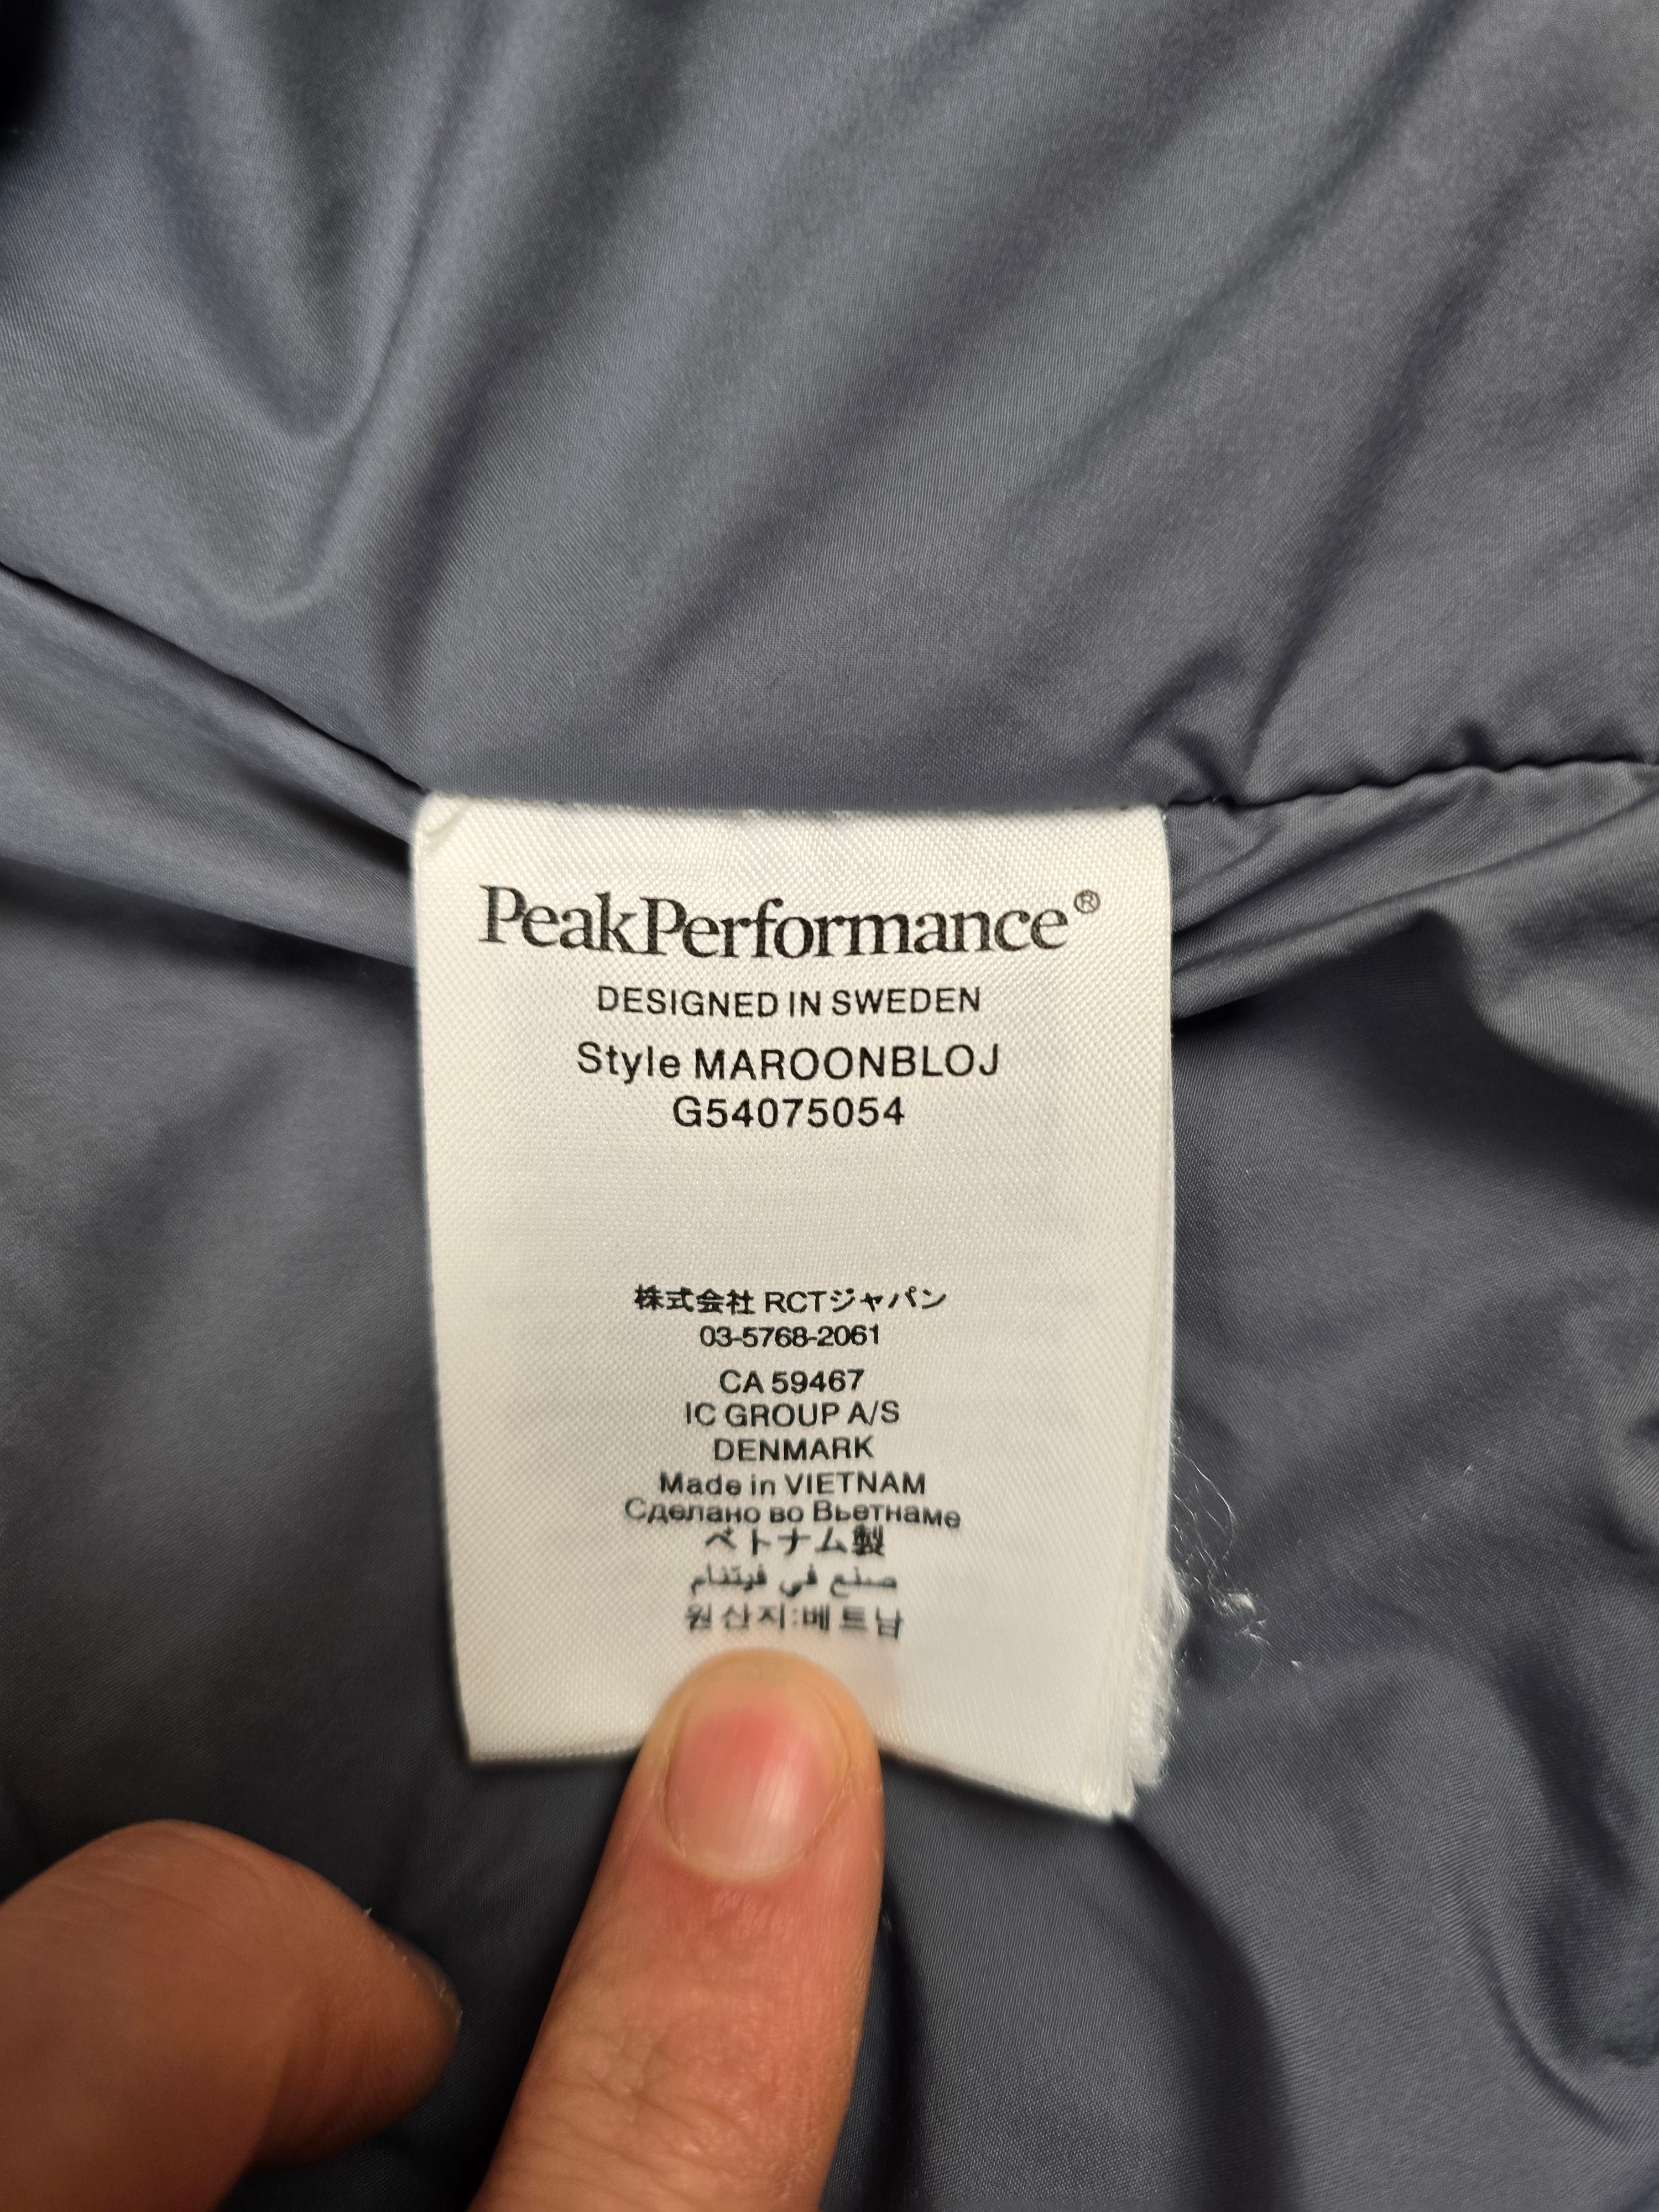 PeakPerformance®
DESIGNED IN SWEDEN
Style MAROONBLOJ
G54075054
株式会社 RCTジャパン
03-5768-2061
CA 59467
IC GROUP A/S
DENMARK
Made in VIETNAM
Сделано во Вьетнаме
ベトナム製
صنع في فيتنام
원산지:베트남